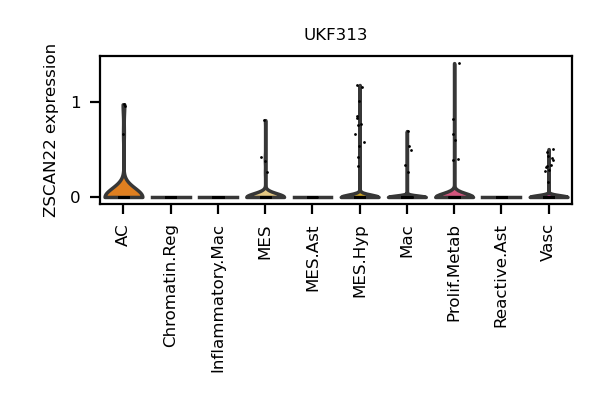 UKF313
ZSCAN22 expression
1
0
AC
Chromatin.Reg
Inflammatory.Mac
MES
MES.Ast
MES.Hyp
Mac
Prolif.Metab
Reactive.Ast
Vasc